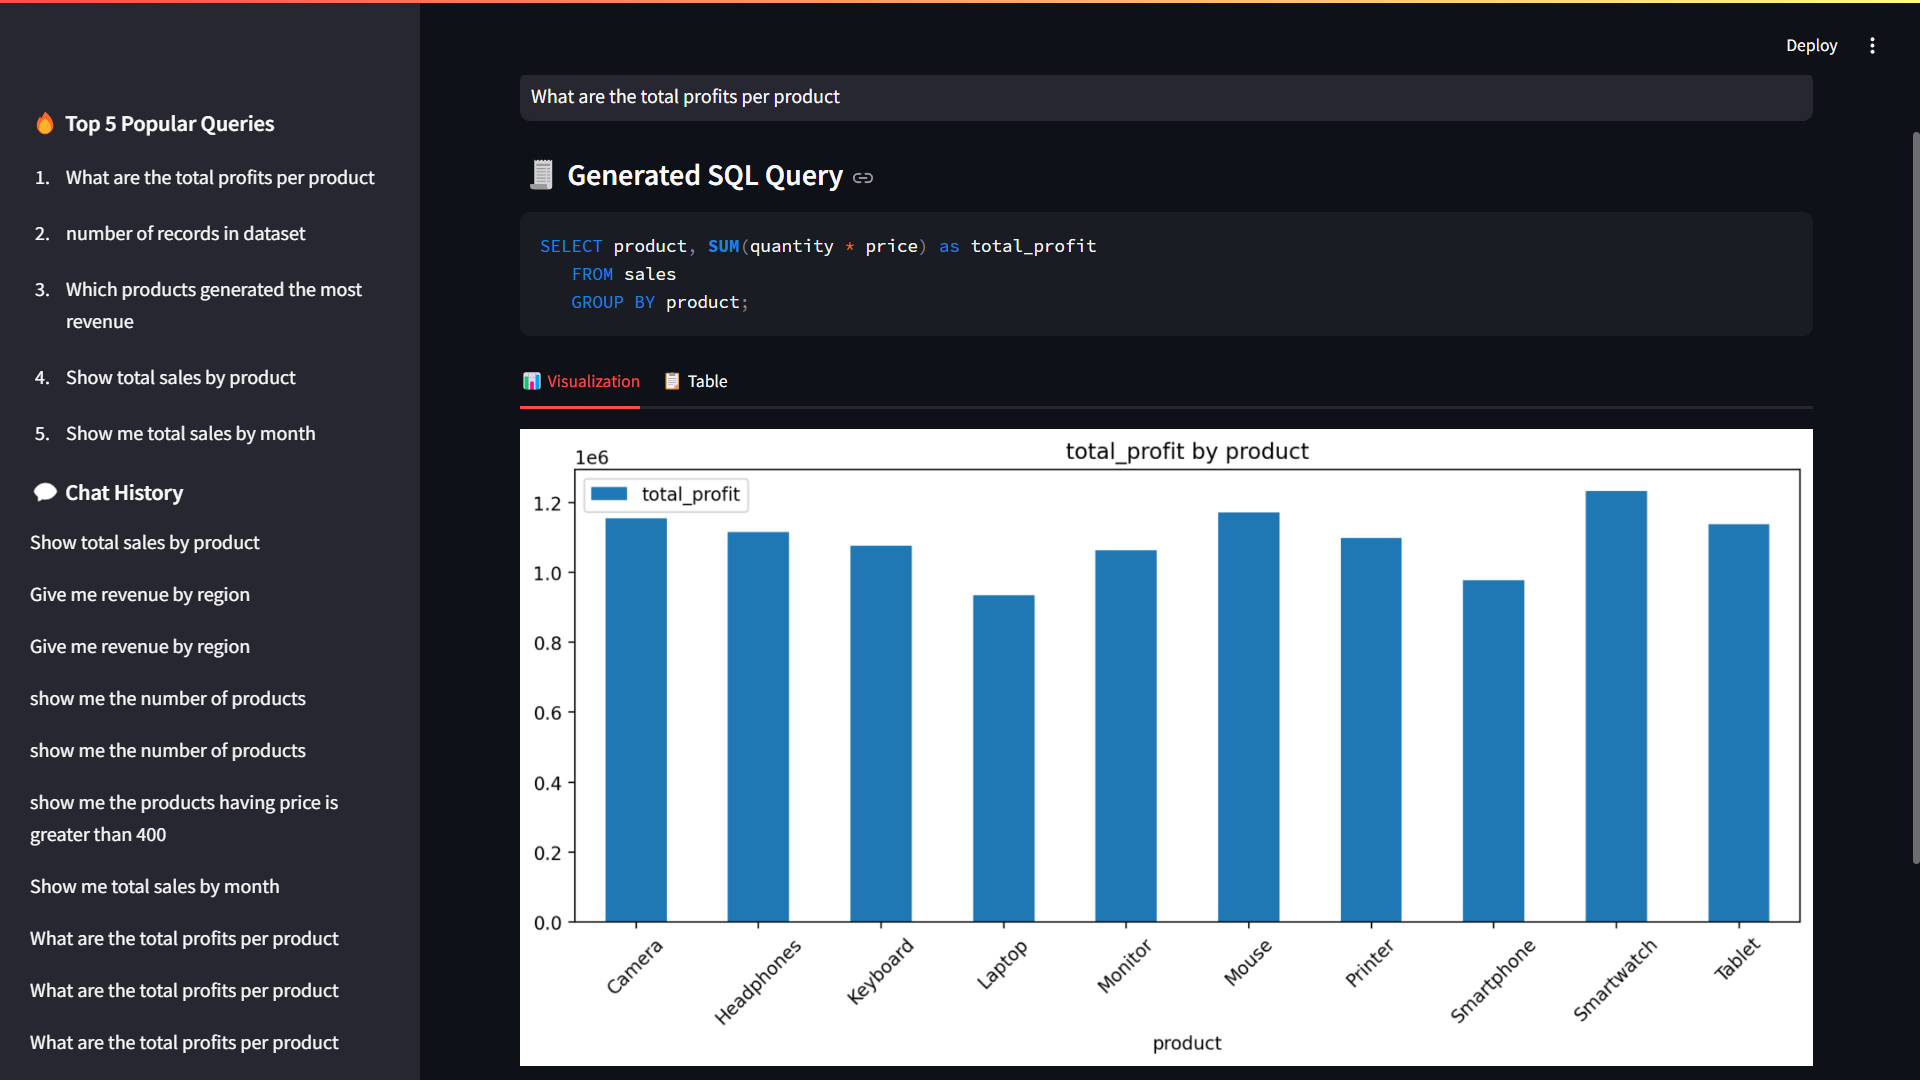 Deploy
Top 5 Popular Queries
1. What are the total profits per product
2. number of records in dataset
3. Which products generated the most
revenue
4. Show total sales by product
5. Show me total sales by month
Chat History
Show total sales by product
Give me revenue by region
Give me revenue by region
show me the number of products
show me the number of products
show me the products having price is
greater than 400
Show me total sales by month
What are the total profits per product
What are the total profits per product
What are the total profits per product
What are the total profits per product
Generated SQL Query
SELECT product, SUM(quantity * price) as total_profit
FROM sales
GROUP BY product;
Visualization Table
total_profit by product
1e6
total_profit
1.2
1.0
0.8
0.6
0.4
0.2
0.0
Camera
Headphones
Keyboard
Laptop
Monitor
Mouse
Printer
Smartphone
Smartwatch
Tablet
product